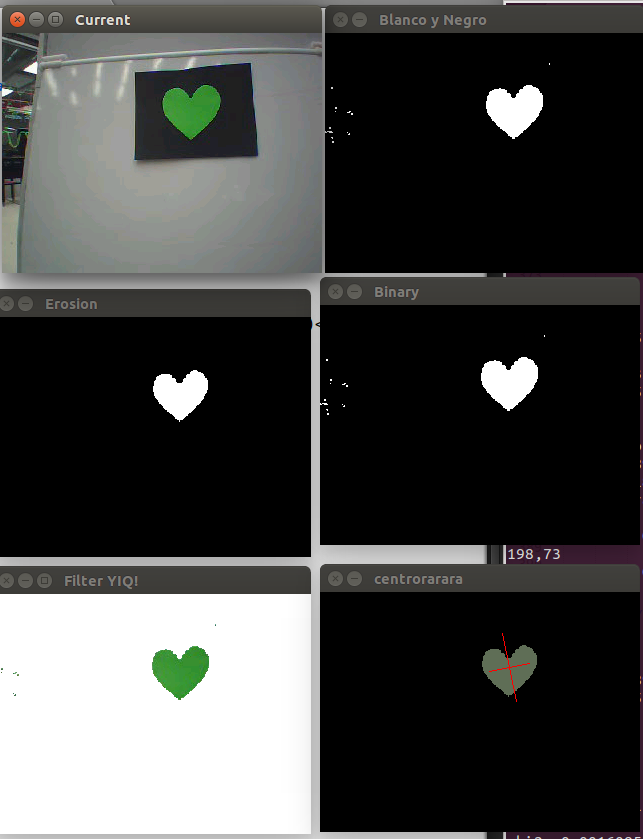 Current
Blanco y Negro
Erosion
Binary
198,73
Filter YIQ!
centrorarara